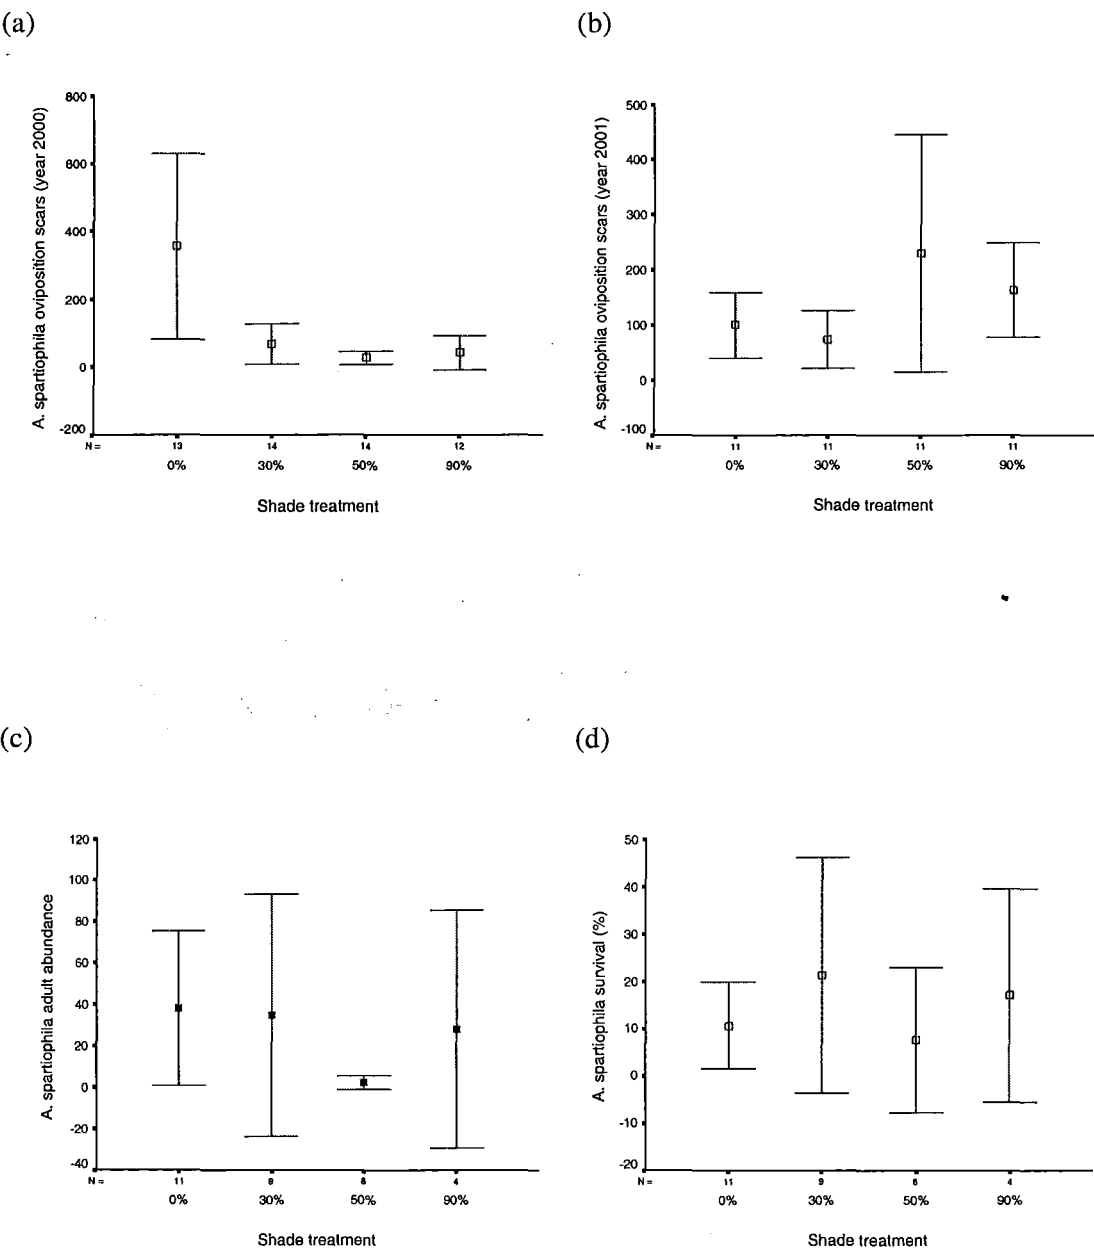 (a)
A. spartiophila oviposition scars (year 2000)
800
600
400
200
0
-200
N = 13 14 14 12
0% 30% 50% 90%
Shade treatment
(b)
A. spartiophila oviposition scars (year 2001)
500
400
300
200
100
0
-100
N = 11 11 11 11
0% 30% 50% 90%
Shade treatment
(c)
A. spartiophila adult abundance
120
100
80
60
40
20
0
-20
-40
N = 11 4
0% 30% 50% 90%
Shade treatment
(d)
A. spartiophila survival (%)
50
40
30
20
10
0
-10
-20
N = 11 9 4
0% 30% 50% 90%
Shade treatment